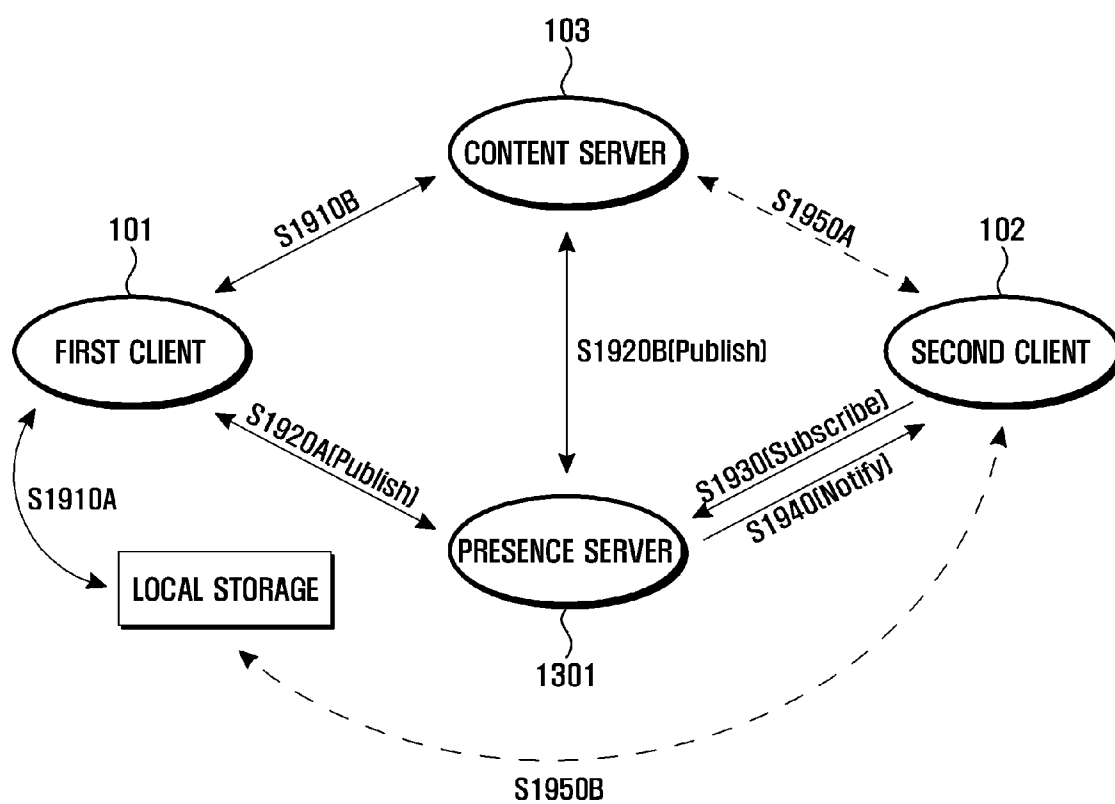 103
CONTENT SERVER
S1910B
S1950A
101
102
FIRST CLIENT
S1920B(Publish)
SECOND CLIENT
S1920A(Publish)
S1930(Subscribe)
S1940(Notify)
S1910A
PRESENCE SERVER
LOCAL STORAGE
1301
S1950B